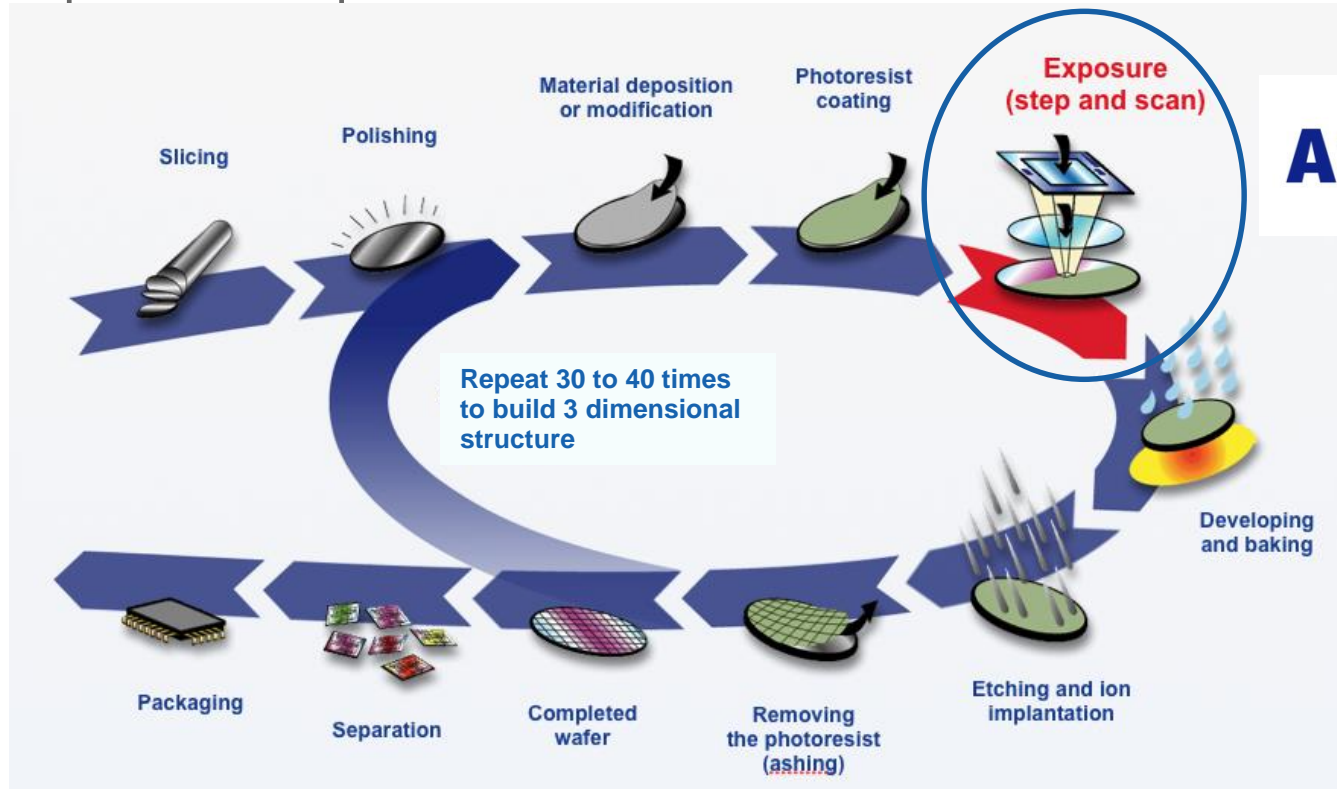 Slicing
Polishing
Material deposition
or modification
Photoresist
coating
Exposure
(step and scan)
A
Repeat 30 to 40 times
to build 3 dimensional
structure
Developing
and baking
Etching and ion
implantation
Removing
the photoresist
(ashing)
Completed
wafer
Separation
Packaging